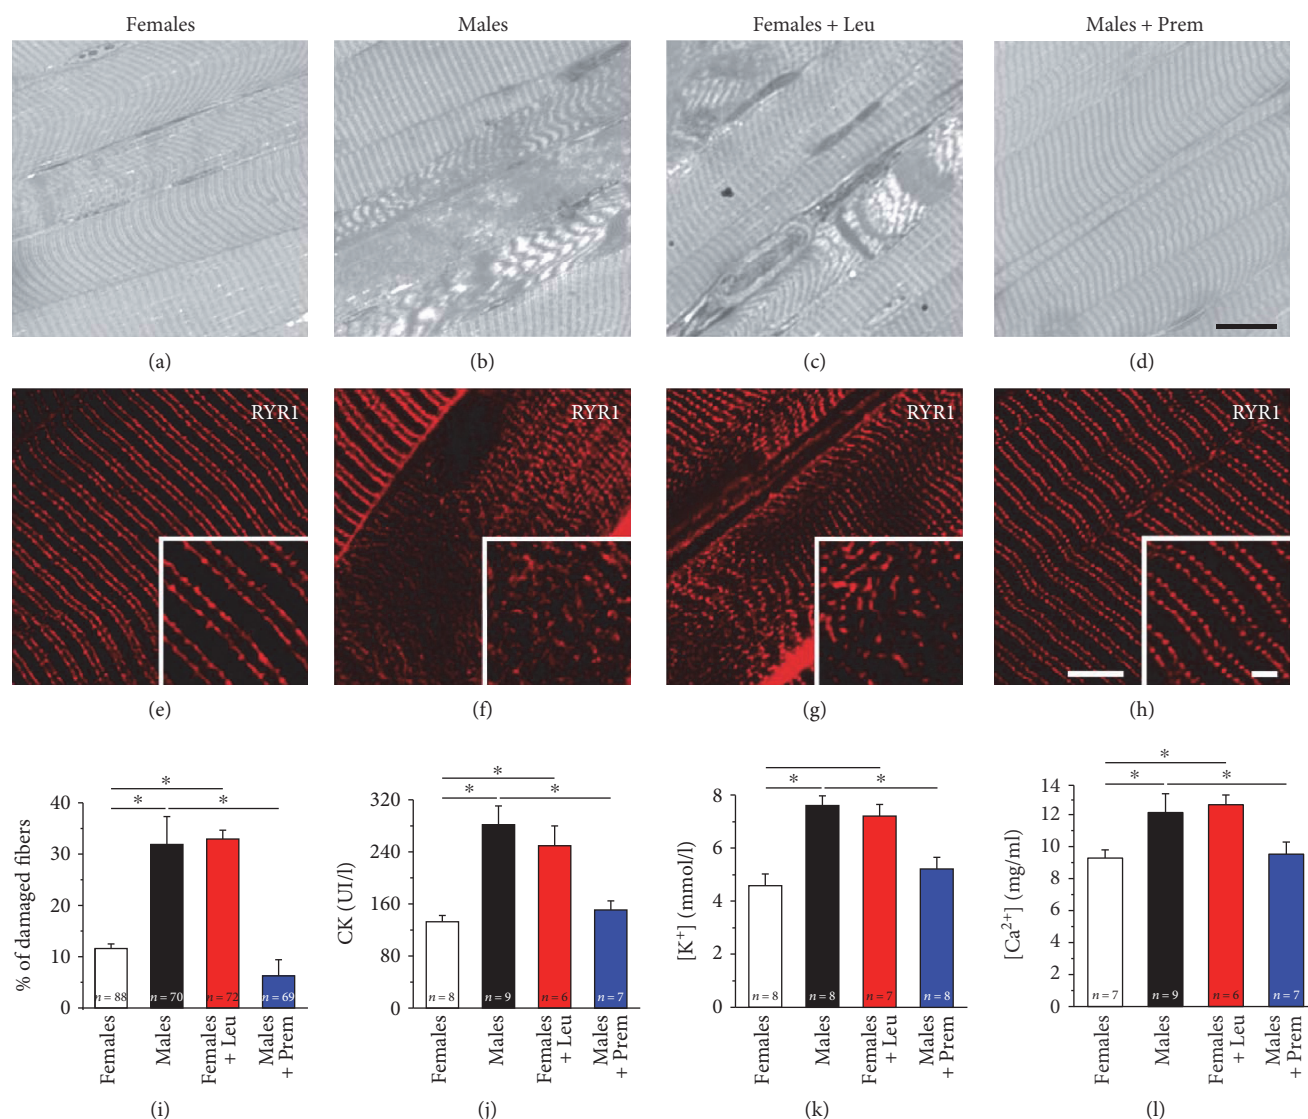 Females
Males
Females + Leu
Males + Prem
(a)
(b)
(c)
(d)
RYR1
RYR1
RYR1
RYR1
(e)
(f)
(g)
(h)
% of damaged fibers
40
30
20
10
0
*
*
*
n = 88
n = 70
n = 72
n = 69
Females
Males
Females
+ Leu
Males
+ Prem
(i)
CK (UI/l)
320
240
160
80
0
*
*
*
n = 8
n = 9
n = 6
n = 7
Females
Males
Females
+ Leu
Males
+ Prem
(j)
[K⁺] (mmol/l)
8
6
4
2
0
*
*
n = 8
n = 8
n = 7
n = 8
Females
Males
Females
+ Leu
Males
+ Prem
(k)
[Ca²⁺] (mg/ml)
14
12
10
8
6
4
2
0
*
*
*
n = 7
n = 9
n = 6
n = 7
Females
Males
Females
+ Leu
Males
+ Prem
(l)